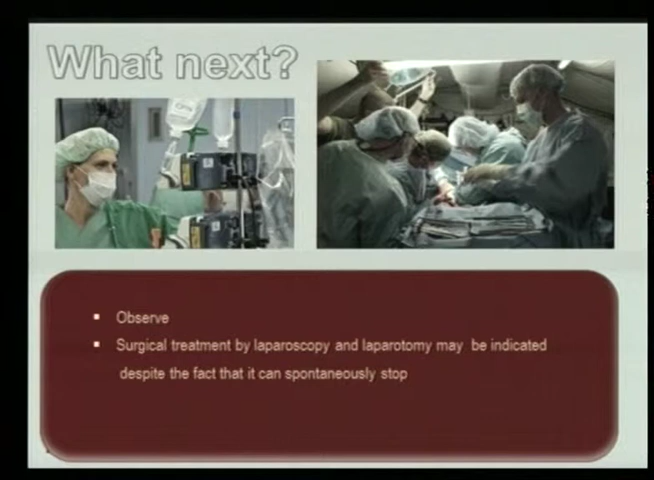 What next?
Observe
Surgical treatment by laparoscopy and laparotomy may be indicated
despite the fact that it can spontaneously stop